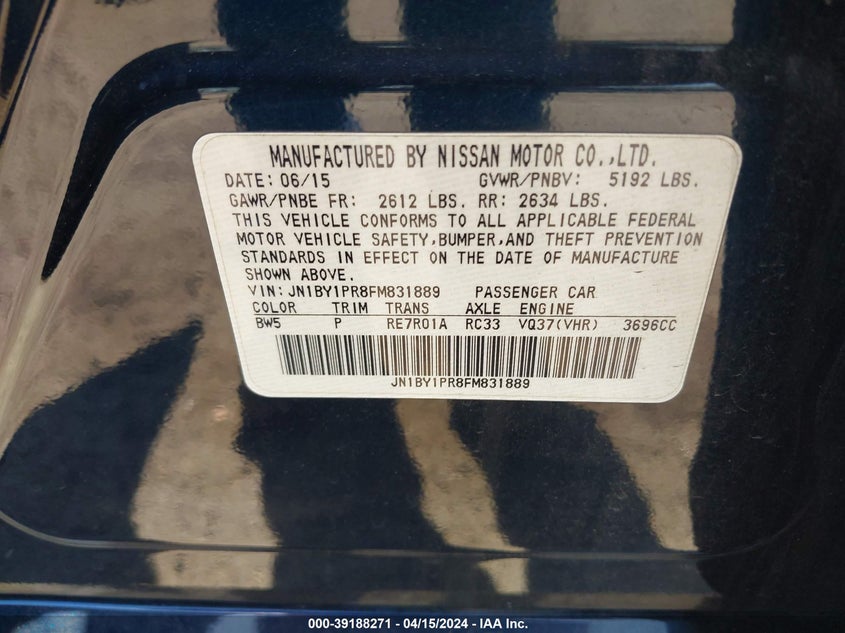 MANUFACTURED BY NISSAN MOTOR CO.,LTD.
DATE: 06/15 GVWR/PNBV: 5192 LBS.
GAWR/PNBE FR: 2612 LBS. RR: 2634 LBS.
THIS VEHICLE CONFORMS TO ALL APPLICABLE FEDERAL
MOTOR VEHICLE SAFETY,BUMPER,AND THEFT PREVENTION
STANDARDS IN EFFECT ON THE DATE OF MANUFACTURE
SHOWN ABOVE.
VIN: JN1BY1PR8FM831889 PASSENGER CAR
COLOR TRIM TRANS AXLE ENGINE
BW5 P RE7R01A RC33 VQ37(VHR) 3696CC
JN1BY1PR8FM831889
000-39188271 - 04/15/2024 - IAA Inc.